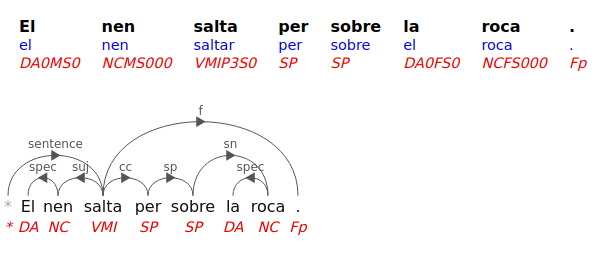 El nen salta per sobre la roca .
el nen saltar per sobre el roca .
DA0MS0 NCMS000 VMIP3S0 SP SP DA0FS0 NCFS000 Fp
f
sentence sn
spec suj cc sp spec
* El nen salta per sobre la roca .
* DA NC VMI SP SP DA NC Fp